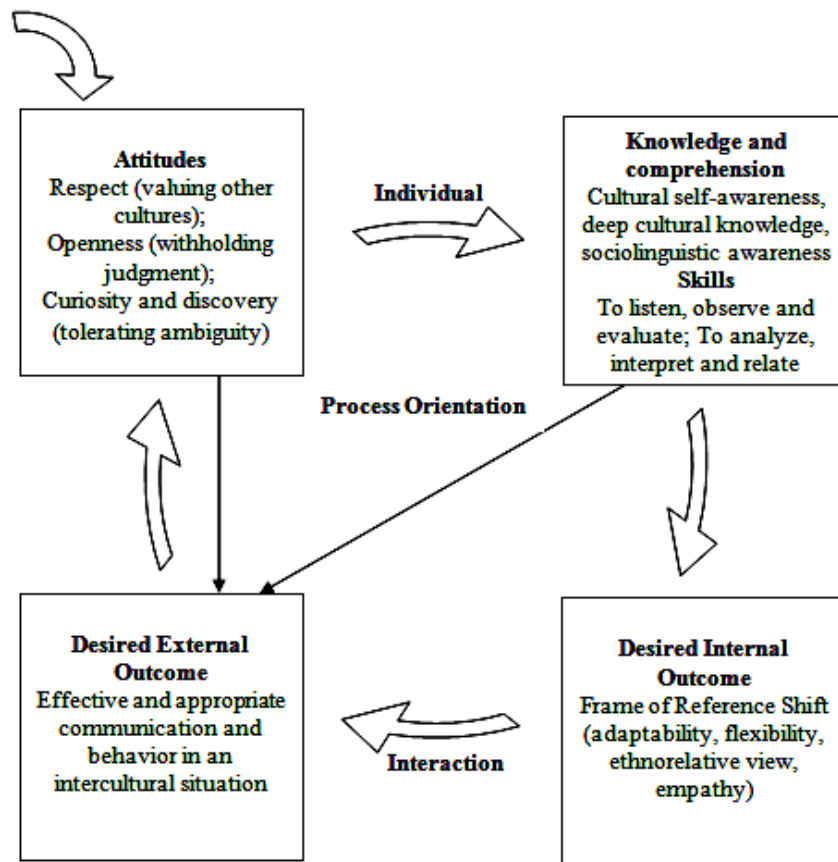 Attitudes
Respect (valuing other
cultures);
Openness (withholding
judgment);
Curiosity and discovery
(tolerating ambiguity)
Individual
Knowledge and
comprehension
Cultural self-awareness,
deep cultural knowledge,
sociolinguistic awareness
Skills
To listen, observe and
evaluate; To analyze,
interpret and relate
Process Orientation
Desired External
Outcome
Effective and appropriate
communication and
behavior in an
intercultural situation
Interaction
Desired Internal
Outcome
Frame of Reference Shift
(adaptability, flexibility,
ethnorelative view,
empathy)